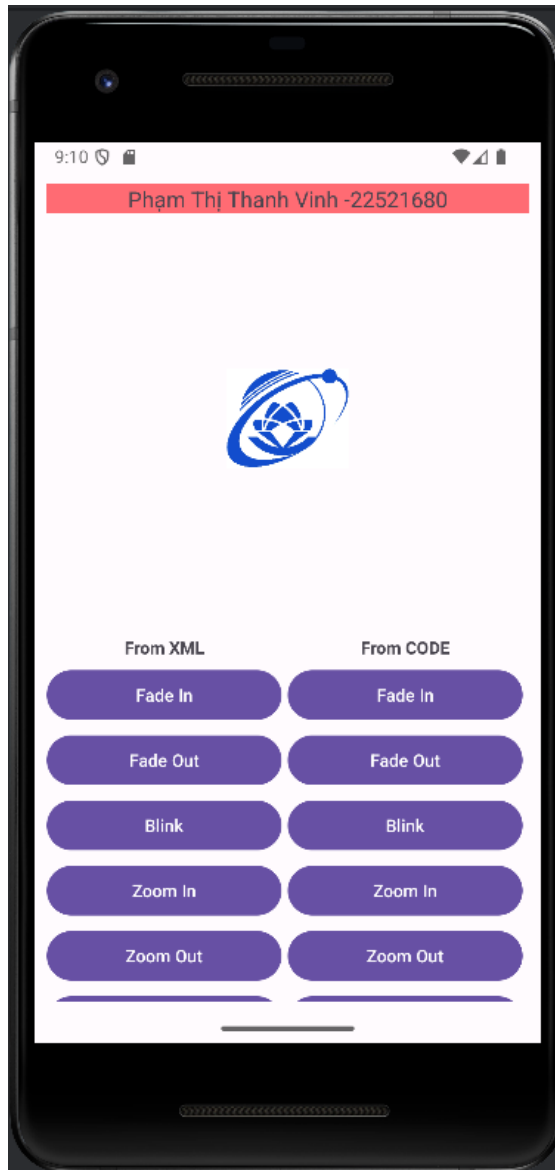 9:10
Phạm Thị Thanh Vinh -22521680
From XML From CODE
Fade In Fade In
Fade Out Fade Out
Blink Blink
Zoom In Zoom In
Zoom Out Zoom Out